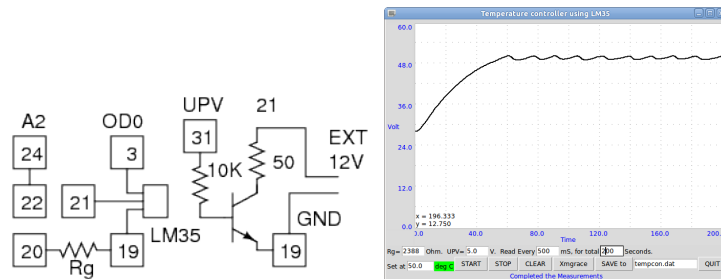 A2 OD0 UPV 21
24 3 31 EXT
12V
10K 50
22 21
LM35 GND
20 19 19
Rg
Temperature controller using LM35
60.0
48.0
36.0
Volt
24.0
12.0
x = 196.333
y = 12.750
0.0
0.0 40.0 80.0 120.0 160.0 200.0
Time
Rg= 2388 Ohm. UPV= 5.0 V. Read Every 500 mS, for total 200 Seconds.
Set at 50.0 deg C START STOP CLEAR Xmgrace SAVE to tempcon.dat QUIT
Completed the Measurements